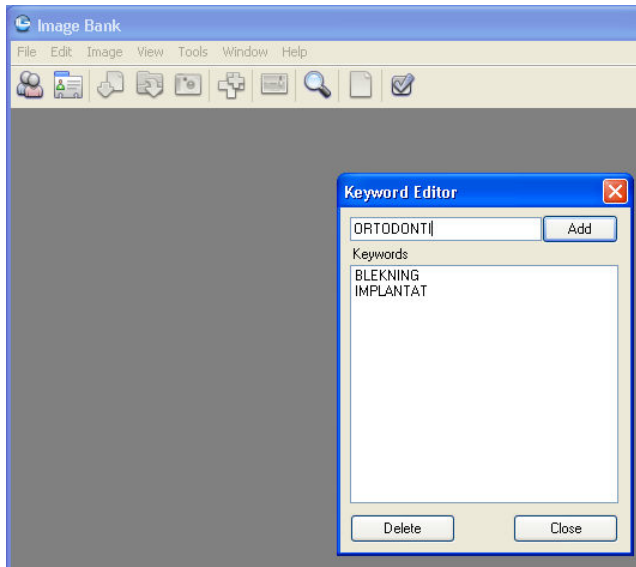 Image Bank
File Edit Image View Tools Window Help
Keyword Editor
ORTODONTI
Add
Keywords
BLEKNING
IMPLANTAT
Delete
Close